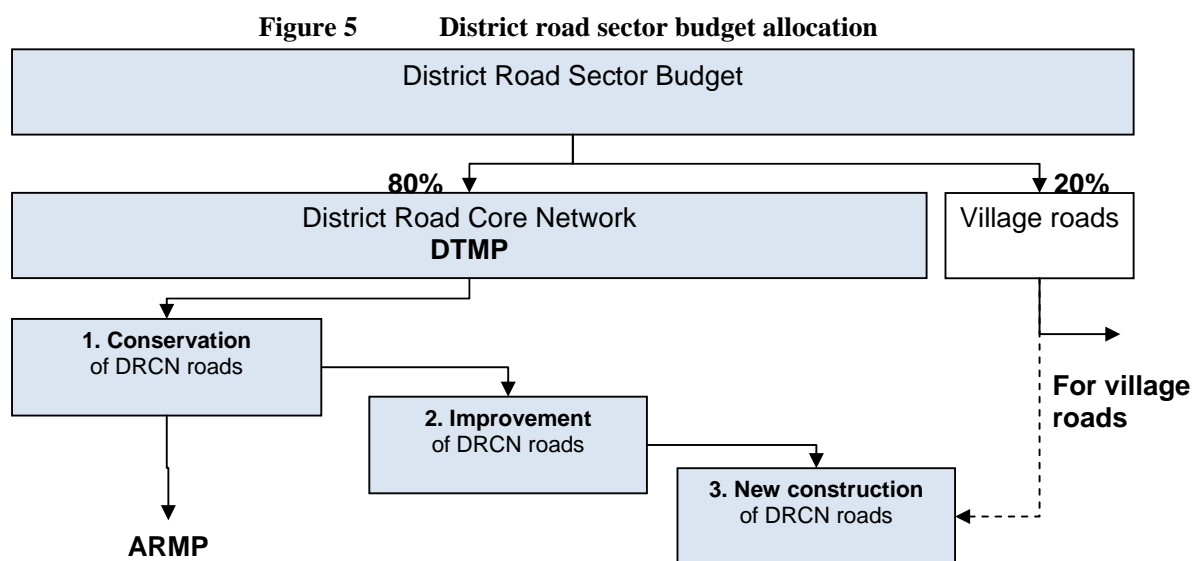 Figure 5 District road sector budget allocation
District Road Sector Budget
80%
20%
District Road Core Network
DTMP
Village roads
1. Conservation
of DRCN roads
For village
roads
2. Improvement
of DRCN roads
3. New construction
of DRCN roads
ARMP